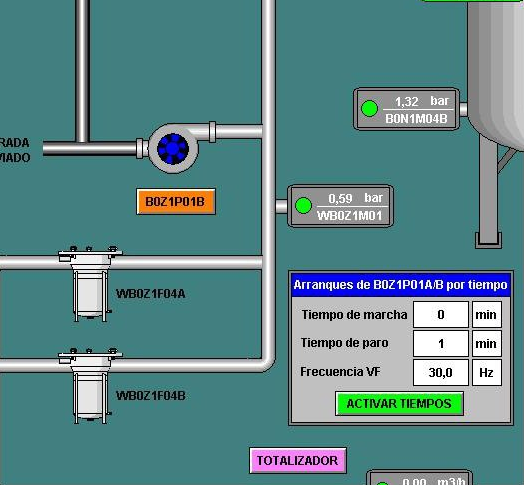 1,32 bar
B0N1M04B
RADA
VIADO
B0Z1P01B
0,59 bar
WB0Z1M01
WB0Z1F04A
Arranques de B0Z1P01A/B por tiempo
Tiempo de marcha 0 min
Tiempo de paro 1 min
Frecuencia VF 30,0 Hz
ACTIVAR TIEMPOS
WB0Z1F04B
TOTALIZADOR
0,00 m3/h